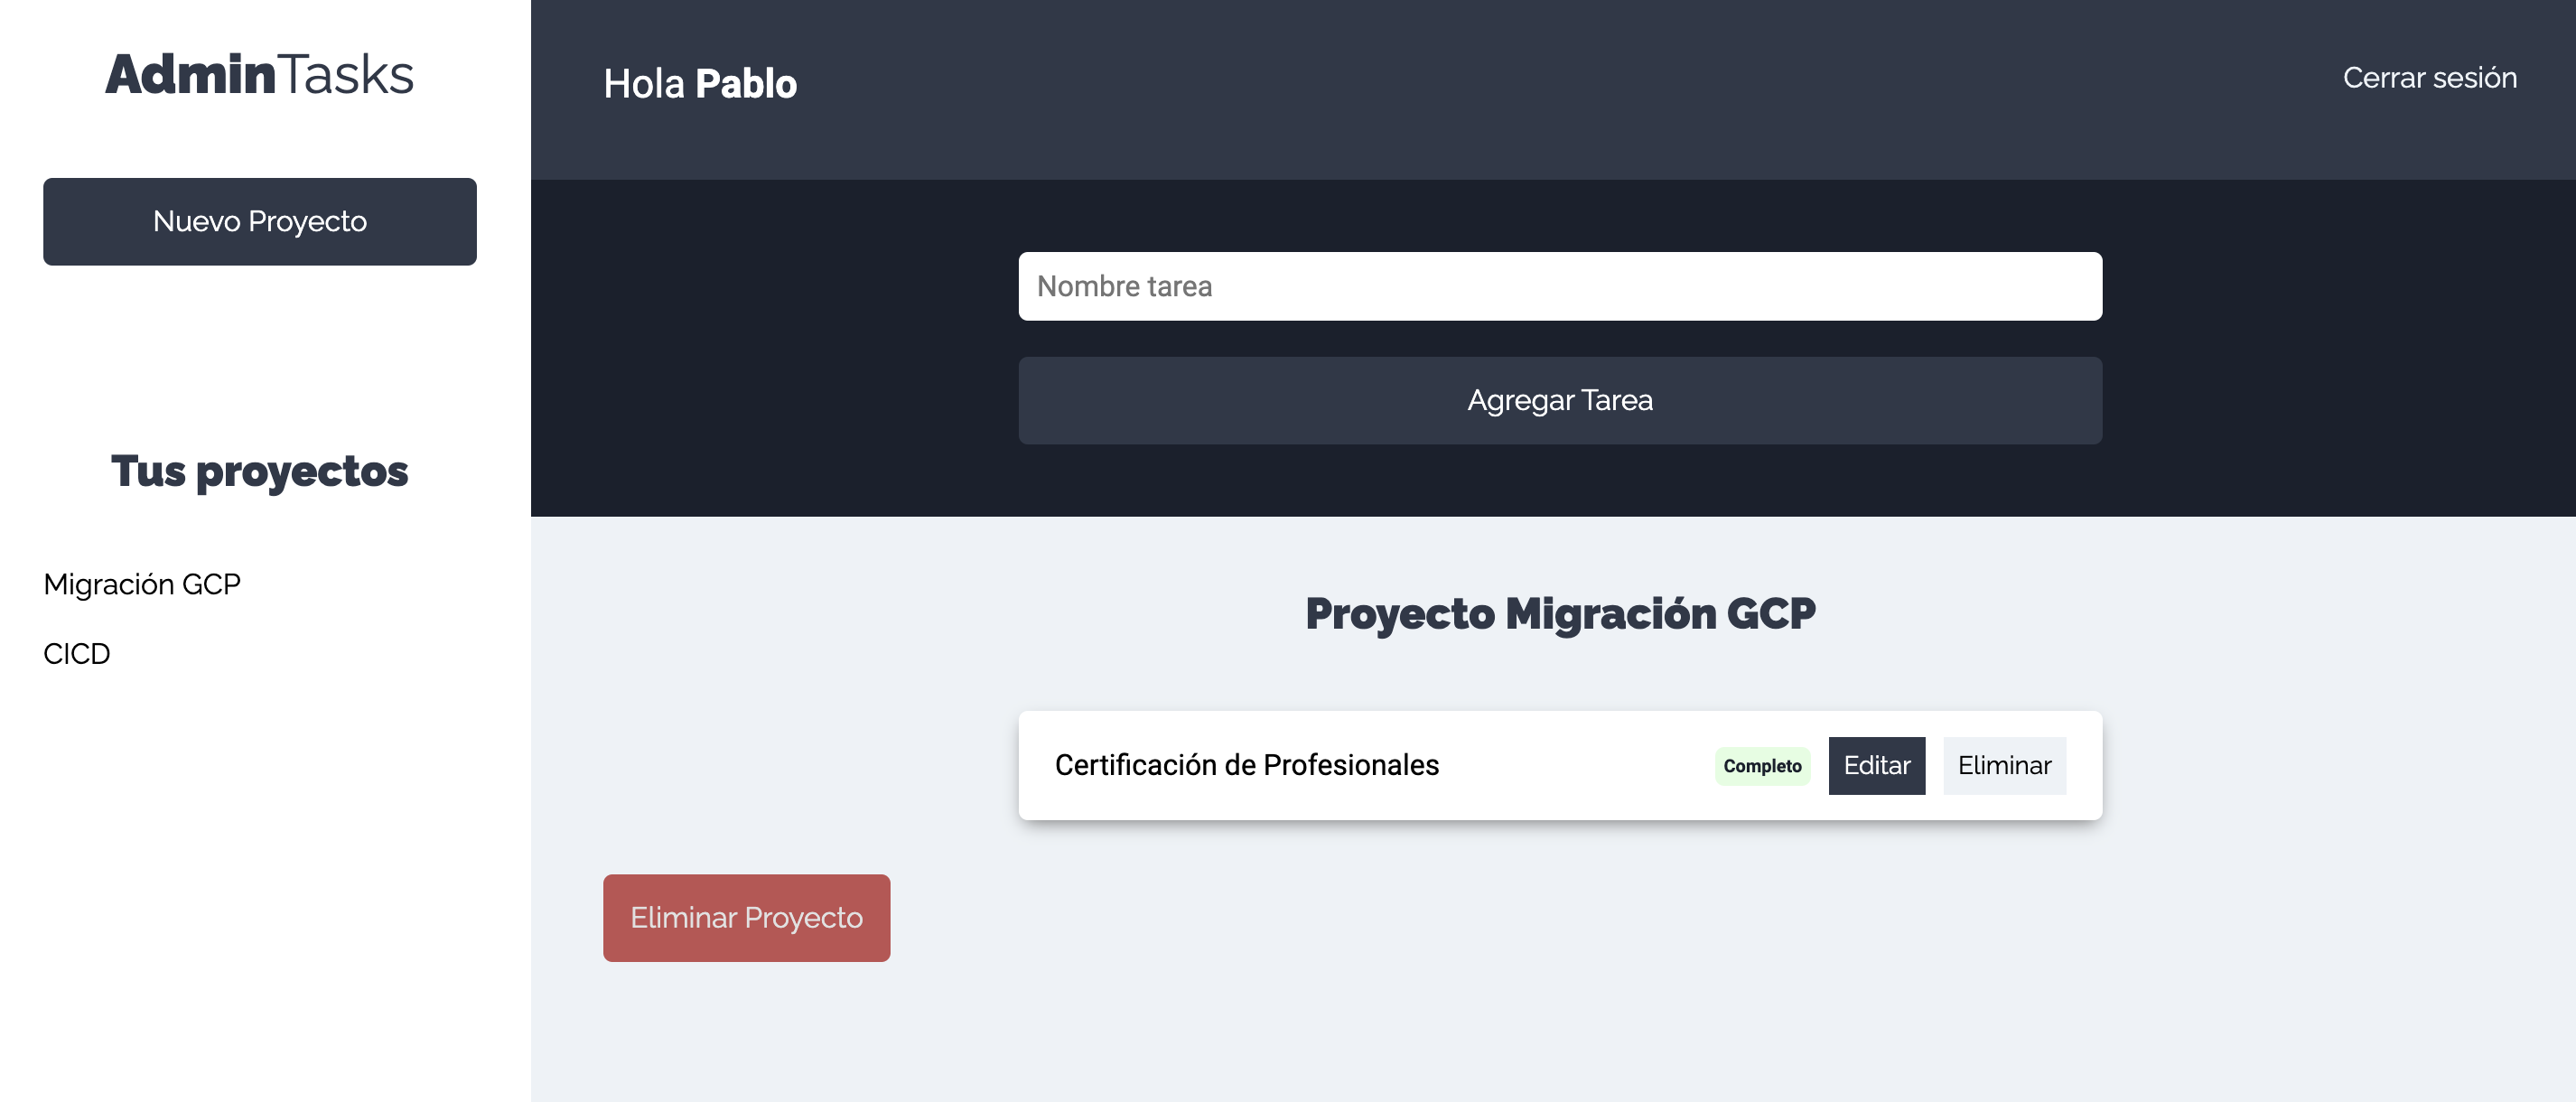 AdminTasks
Nuevo Proyecto
Tus proyectos
Migración GCP
CICD
Hola Pablo
Cerrar sesión
Nombre tarea
Agregar Tarea
Proyecto Migración GCP
Certificación de Profesionales Completo Editar Eliminar
Eliminar Proyecto